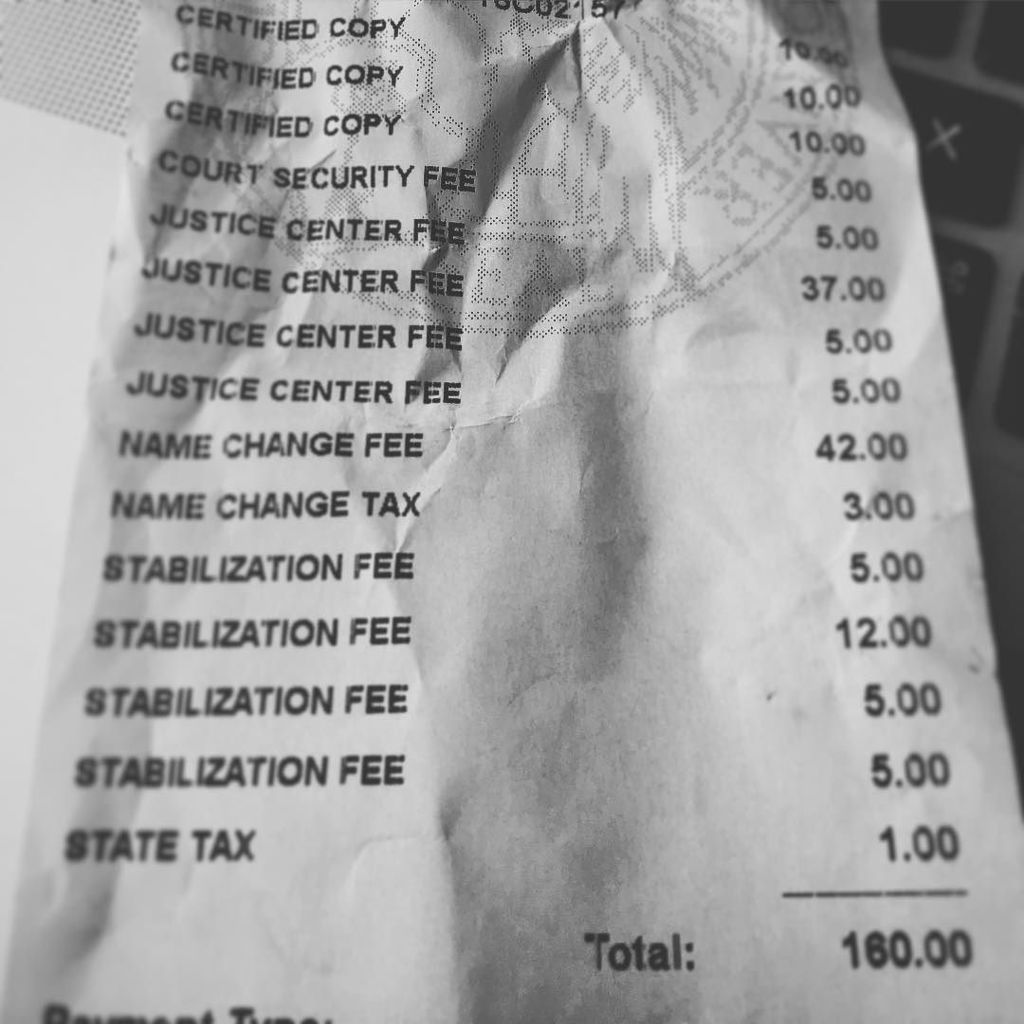 CERTIFIED COPY 10.00
CERTIFIED COPY 10.00
CERTIFIED COPY 10.00
COURT SECURITY FEE 5.00
JUSTICE CENTER FEE 5.00
JUSTICE CENTER FEE 37.00
JUSTICE CENTER FEE 5.00
JUSTICE CENTER FEE 5.00
NAME CHANGE FEE 42.00
NAME CHANGE TAX 3.00
STABILIZATION FEE 5.00
STABILIZATION FEE 12.00
STABILIZATION FEE 5.00
STABILIZATION FEE 5.00
STATE TAX 1.00
Total: 160.00
Payment Type:
X